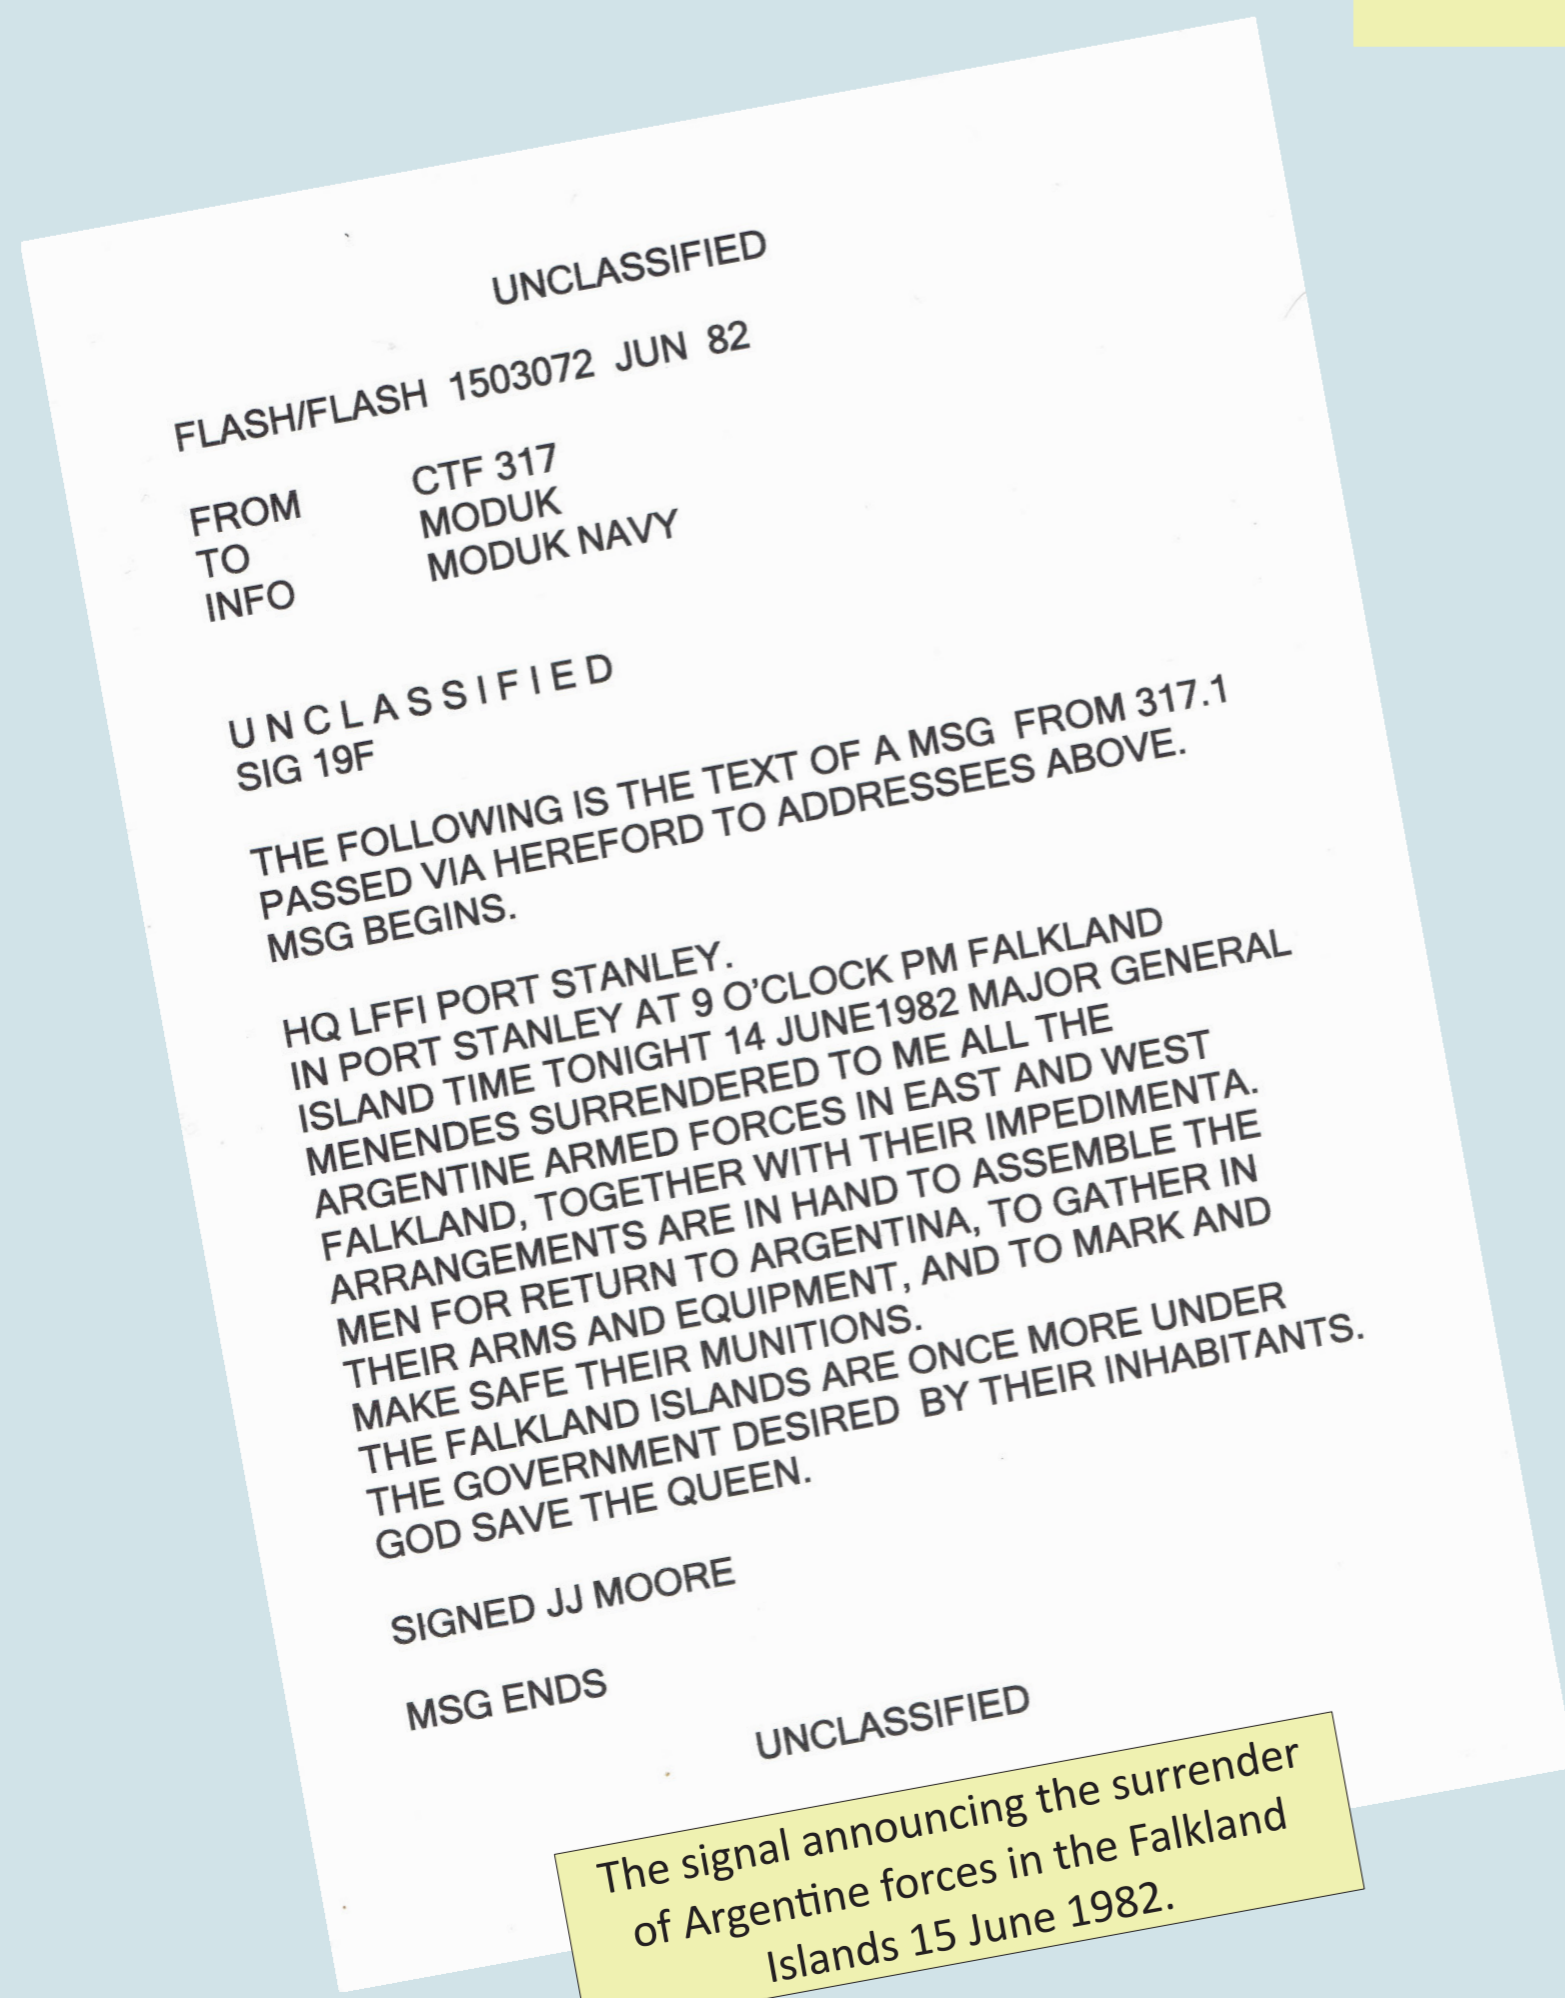 UNCLASSIFIED
FLASH/FLASH 1503072 JUN 82
FROM CTF 317
TO MODUK
INFO MODUK NAVY
U N C L A S S I F I E D
SIG 19F
THE FOLLOWING IS THE TEXT OF A MSG FROM 317.1
PASSED VIA HEREFORD TO ADDRESSEES ABOVE.
MSG BEGINS.
HQ LFFI PORT STANLEY.
IN PORT STANLEY AT 9 O'CLOCK PM FALKLAND
ISLAND TIME TONIGHT 14 JUNE1982 MAJOR GENERAL
MENENDES SURRENDERED TO ME ALL THE
ARGENTINE ARMED FORCES IN EAST AND WEST
FALKLAND, TOGETHER WITH THEIR IMPEDIMENTA.
ARRANGEMENTS ARE IN HAND TO ASSEMBLE THE
MEN FOR RETURN TO ARGENTINA, TO GATHER IN
THEIR ARMS AND EQUIPMENT, AND TO MARK AND
MAKE SAFE THEIR MUNITIONS.
THE FALKLAND ISLANDS ARE ONCE MORE UNDER
THE GOVERNMENT DESIRED BY THEIR INHABITANTS.
GOD SAVE THE QUEEN.
SIGNED JJ MOORE
MSG ENDS
UNCLASSIFIED
The signal announcing the surrender
of Argentine forces in the Falkland
Islands 15 June 1982.